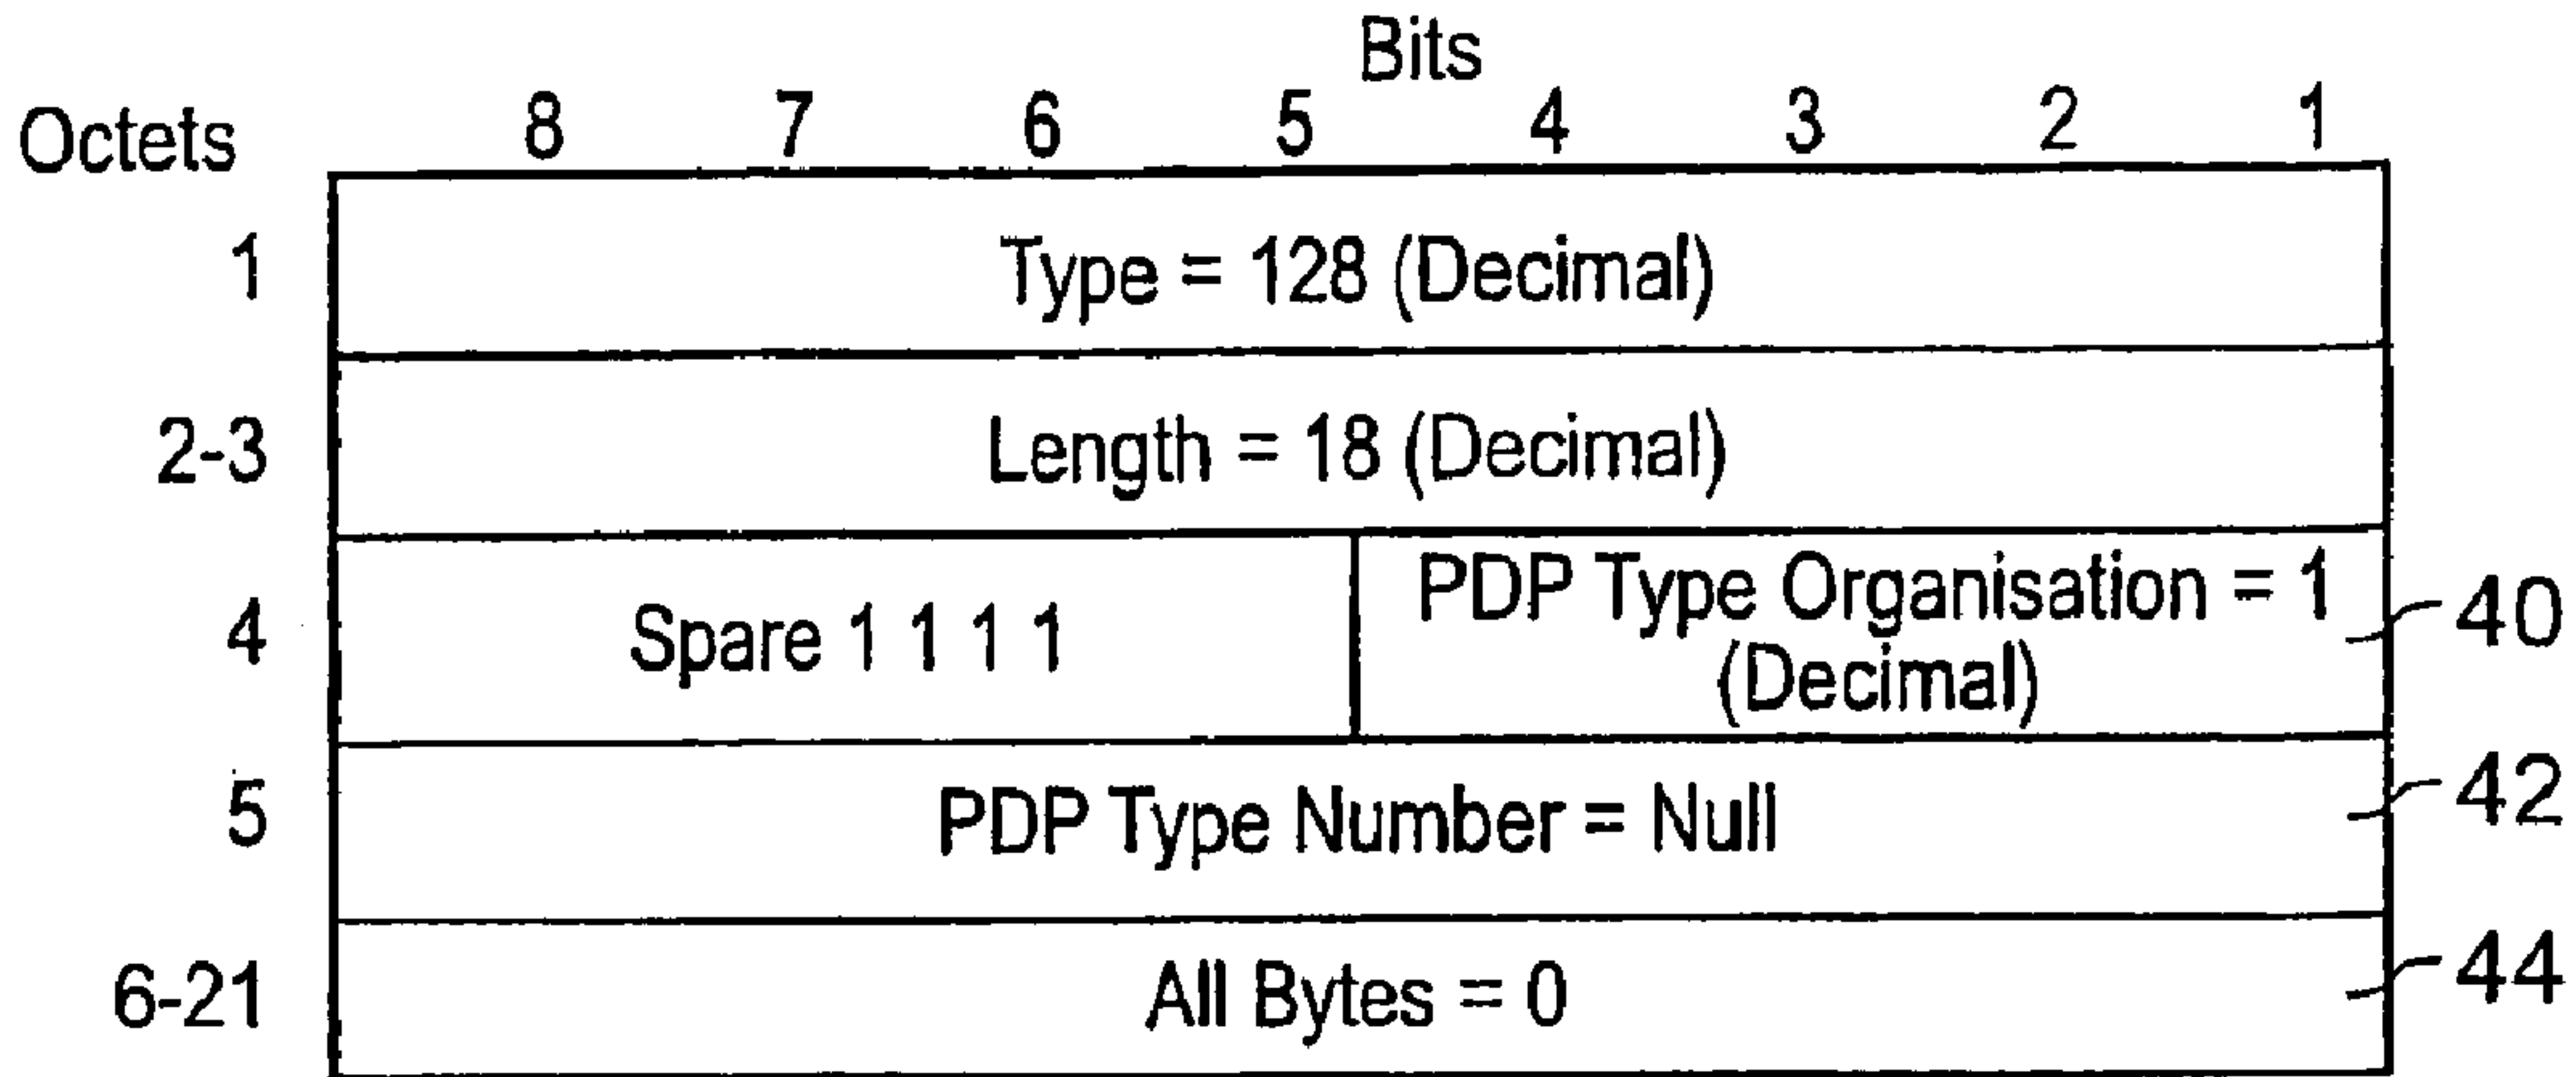 Bits
Octets 8 7 6 5 4 3 2 1
1 Type = 128 (Decimal)
2-3 Length = 18 (Decimal)
4 Spare 1 1 1 1 PDP Type Organisation = 1 (Decimal) 40
5 PDP Type Number = Null 42
6-21 All Bytes = 0 44